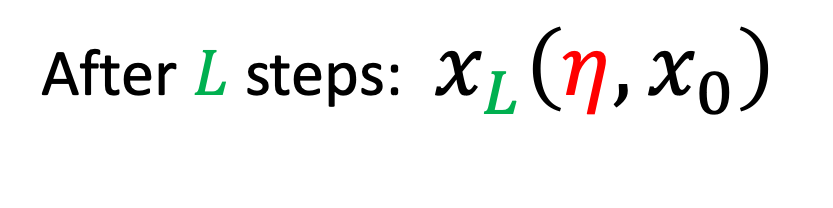 After L steps: x_L(η, x_0)